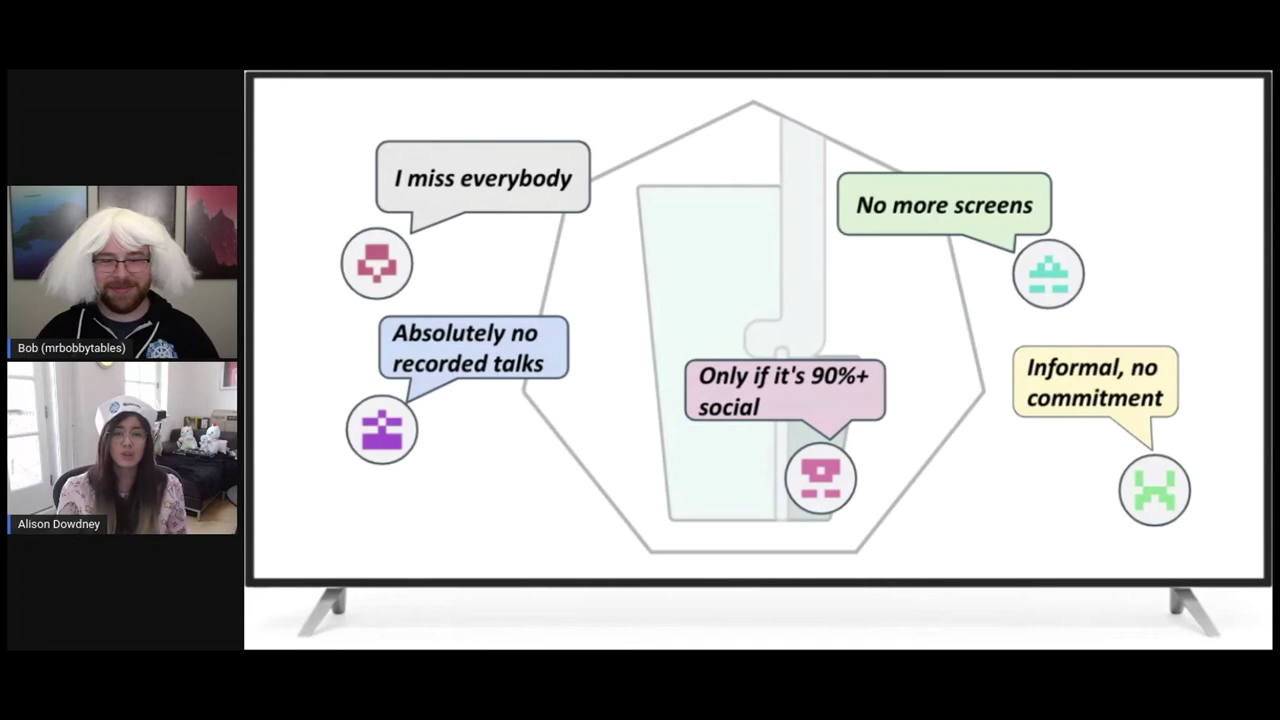 I miss everybody
No more screens
Absolutely no
recorded talks
Only if it's 90%+
social
Informal, no
commitment
Bob (mrbobbytables)
Alison Dowdney